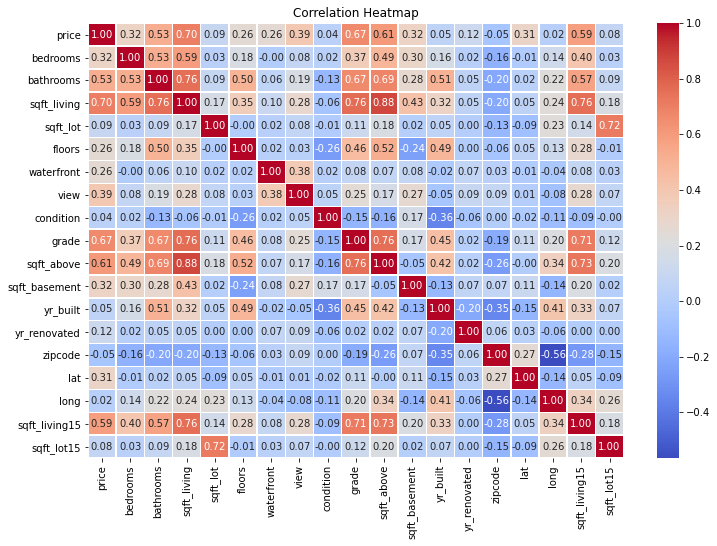 Correlation Heatmap
price 1.00 0.32 0.53 0.70 0.09 0.26 0.26 0.39 0.04 0.67 0.61 0.32 0.05 0.12 -0.05 0.31 0.02 0.59 0.08
bedrooms 0.32 1.00 0.53 0.59 0.03 0.18 -0.00 0.08 0.02 0.37 0.49 0.30 0.16 0.02 -0.16 -0.01 0.14 0.40 0.03
bathrooms 0.53 0.53 1.00 0.76 0.09 0.50 0.06 0.19 -0.13 0.67 0.69 0.28 0.51 0.05 -0.20 0.02 0.22 0.57 0.09
sqft_living 0.70 0.59 0.76 1.00 0.17 0.35 0.10 0.28 -0.06 0.76 0.88 0.43 0.32 0.05 -0.20 0.05 0.24 0.76 0.18
sqft_lot 0.09 0.03 0.09 0.17 1.00 -0.00 0.02 0.08 -0.01 0.11 0.18 0.02 0.05 0.00 -0.13 -0.09 0.23 0.14 0.72
floors 0.26 0.18 0.50 0.35 -0.00 1.00 0.02 0.03 -0.26 0.46 0.52 -0.24 0.49 0.00 -0.06 0.05 0.13 0.28 -0.01
waterfront 0.26 -0.00 0.06 0.10 0.02 0.02 1.00 0.38 0.02 0.08 0.07 0.08 -0.02 0.07 0.03 -0.01 -0.04 0.08 0.03
view 0.39 0.08 0.19 0.28 0.08 0.03 0.38 1.00 0.05 0.25 0.17 0.27 -0.05 0.09 0.09 0.01 -0.08 0.28 0.07
condition 0.04 0.02 -0.13 -0.06 -0.01 -0.26 0.02 0.05 1.00 -0.15 -0.16 0.17 -0.36 -0.06 0.00 -0.02 -0.11 -0.09 -0.00
grade 0.67 0.37 0.67 0.76 0.11 0.46 0.08 0.25 -0.15 1.00 0.76 0.17 0.45 0.02 -0.19 0.11 0.20 0.71 0.12
sqft_above 0.61 0.49 0.69 0.88 0.18 0.52 0.07 0.17 -0.16 0.76 1.00 -0.05 0.42 0.02 -0.26 -0.00 0.34 0.73 0.20
sqft_basement 0.32 0.30 0.28 0.43 0.02 -0.24 0.08 0.27 0.17 0.17 -0.05 1.00 -0.13 0.07 0.07 0.11 -0.14 0.20 0.02
yr_built 0.05 0.16 0.51 0.32 0.05 0.49 -0.02 -0.05 -0.36 0.45 0.42 -0.13 1.00 -0.20 -0.35 -0.15 0.41 0.33 0.07
yr_renovated 0.12 0.02 0.05 0.05 0.00 0.00 0.07 0.09 -0.06 0.02 0.02 0.07 -0.20 1.00 0.06 0.03 -0.06 0.00 0.00
zipcode -0.05 -0.16 -0.20 -0.20 -0.13 -0.06 0.03 0.09 0.00 -0.19 -0.26 0.07 -0.35 0.06 1.00 0.27 -0.56 -0.28 -0.15
lat 0.31 -0.01 0.02 0.05 -0.09 0.05 -0.01 0.01 -0.02 0.11 -0.00 0.11 -0.15 0.03 0.27 1.00 -0.14 0.05 -0.09
long 0.02 0.14 0.22 0.24 0.23 0.13 -0.04 -0.08 -0.11 0.20 0.34 -0.14 0.41 -0.06 -0.56 -0.14 1.00 0.34 0.26
sqft_living15 0.59 0.40 0.57 0.76 0.14 0.28 0.08 0.28 -0.09 0.71 0.73 0.20 0.33 0.00 -0.28 0.05 0.34 1.00 0.18
sqft_lot15 0.08 0.03 0.09 0.18 0.72 -0.01 0.03 0.07 -0.00 0.12 0.20 0.02 0.07 0.00 -0.15 -0.09 0.26 0.18 1.00
price bedrooms bathrooms sqft_living sqft_lot floors waterfront view condition grade sqft_above sqft_basement yr_built yr_renovated zipcode lat long sqft_living15 sqft_lot15
1.0
0.8
0.6
0.4
0.2
0.0
−0.2
−0.4